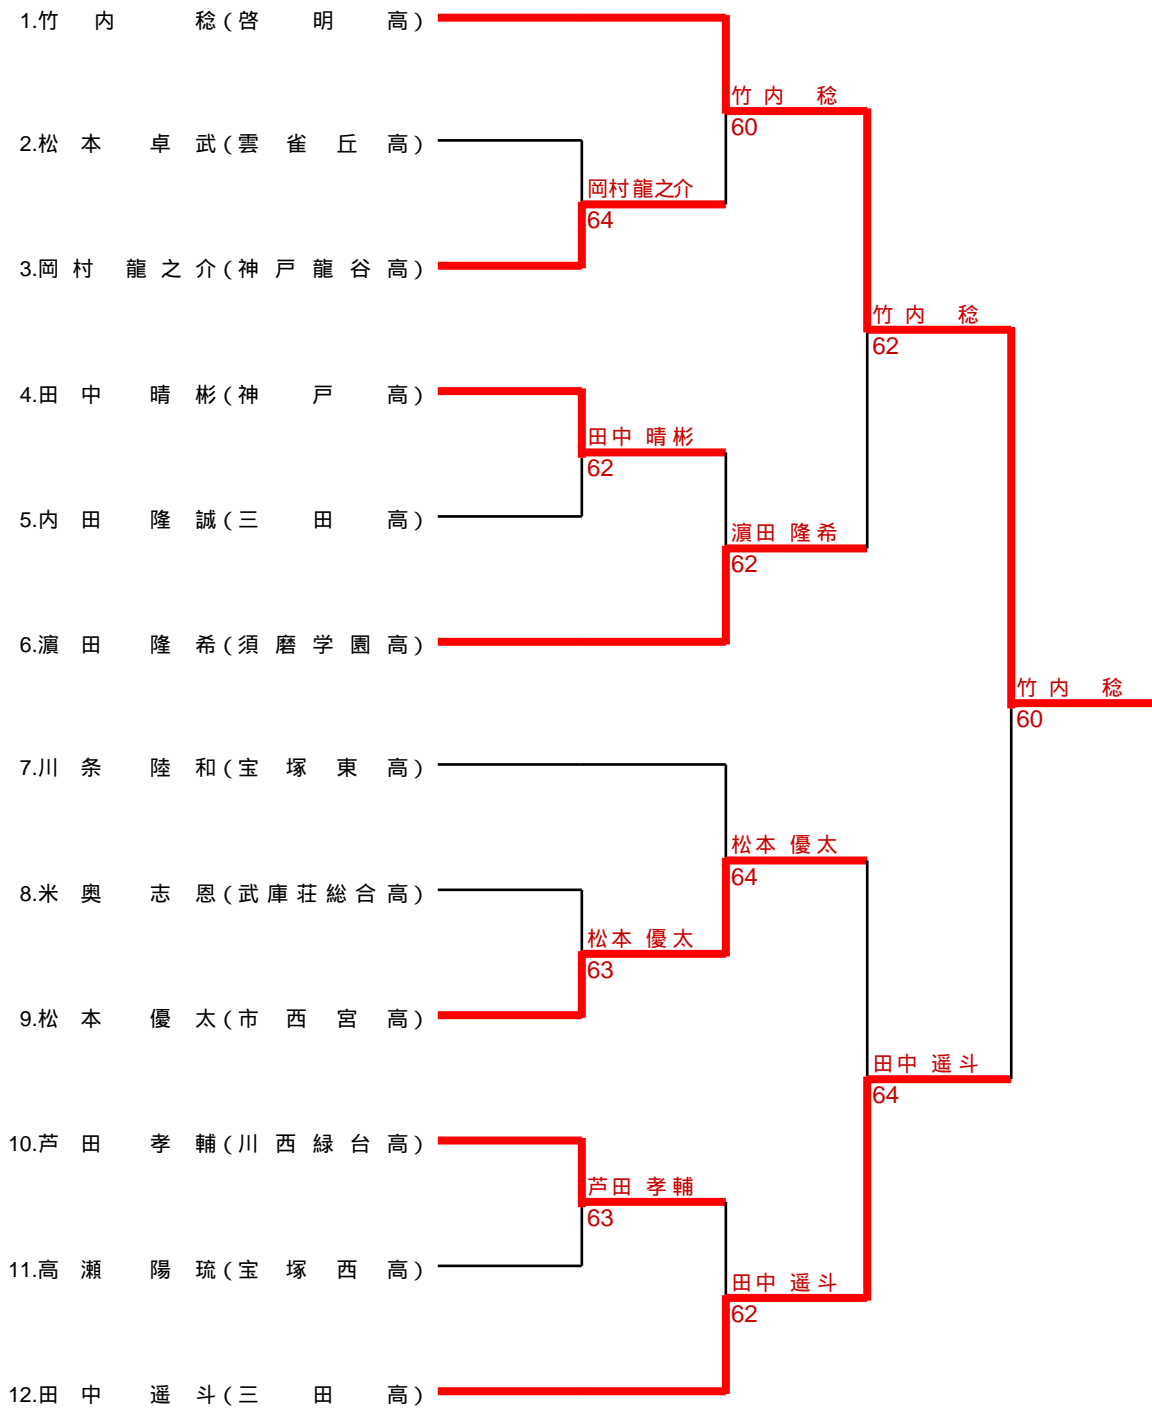 1.竹内 稔(啓明高)
竹内 稔
60
2.松本 卓武(雲雀丘高)
岡村龍之介
64
3.岡村 龍之介(神戸龍谷高)
竹内 稔
62
4.田中 晴彬(神戸高)
田中 晴彬
62
5.内田 隆誠(三田高)
濵田 隆希
62
6.濵田 隆希(須磨学園高)
竹内 稔
60
7.川条 陸和(宝塚東高)
松本 優太
64
8.米奥 志恩(武庫荘総合高)
松本 優太
63
9.松本 優太(市西宮高)
田中 遥斗
64
10.芦田 孝輔(川西緑台高)
芦田 孝輔
63
11.高瀬 陽琉(宝塚西高)
田中 遥斗
62
12.田中 遥斗(三田高)